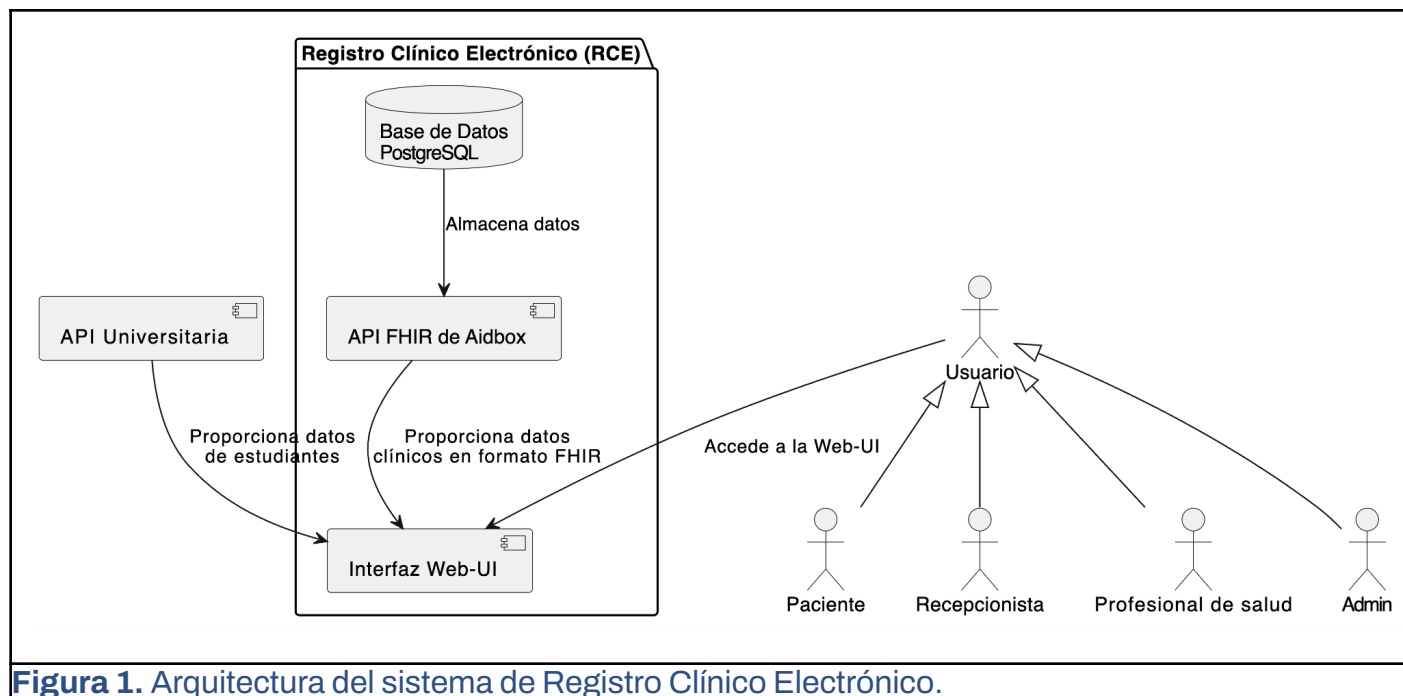 Registro Clínico Electrónico (RCE)
Base de Datos
PostgreSQL
Almacena datos
API Universitaria
API FHIR de Aidbox
Usuario
Proporciona datos
de estudiantes
Proporciona datos
clínicos en formato FHIR
Accede a la Web-UI
Interfaz Web-UI
Paciente
Recepcionista
Profesional de salud
Admin
Figura 1. Arquitectura del sistema de Registro Clínico Electrónico.